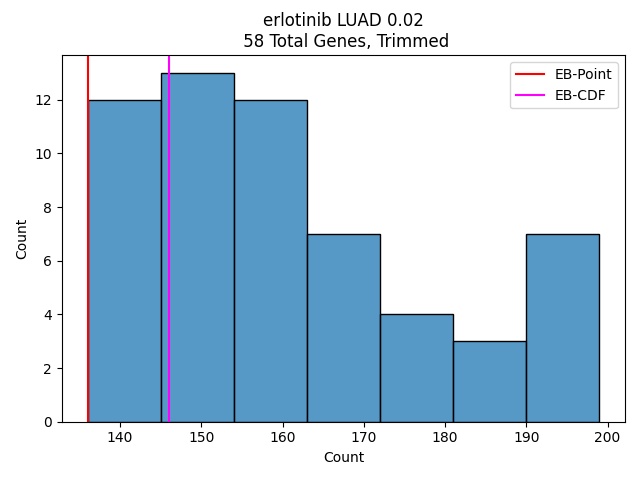 erlotinib LUAD 0.02
58 Total Genes, Trimmed
EB-Point
EB-CDF
Count
12
10
8
6
4
2
0
140 150 160 170 180 190 200
Count